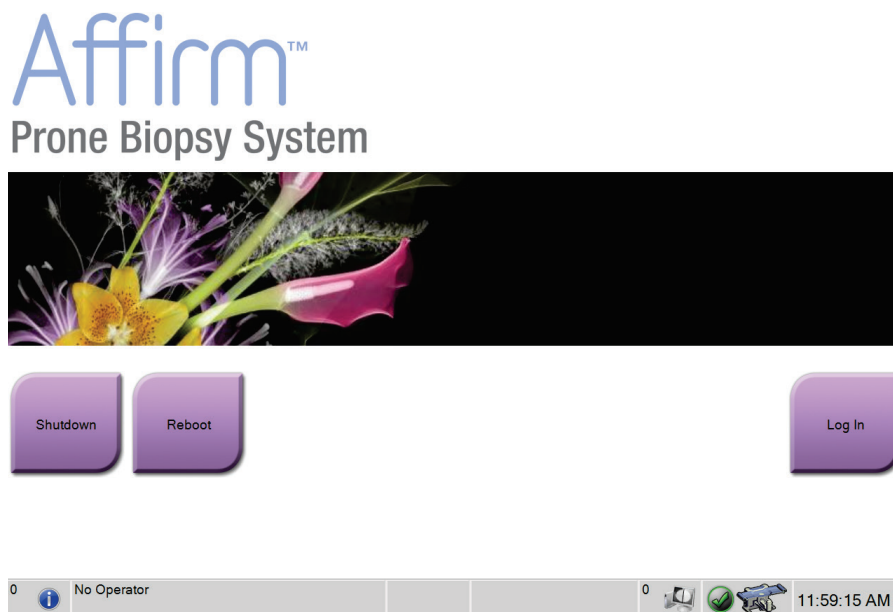 Affirm™
Prone Biopsy System
Shutdown
Reboot
Log In
0
No Operator
0
11:59:15 AM